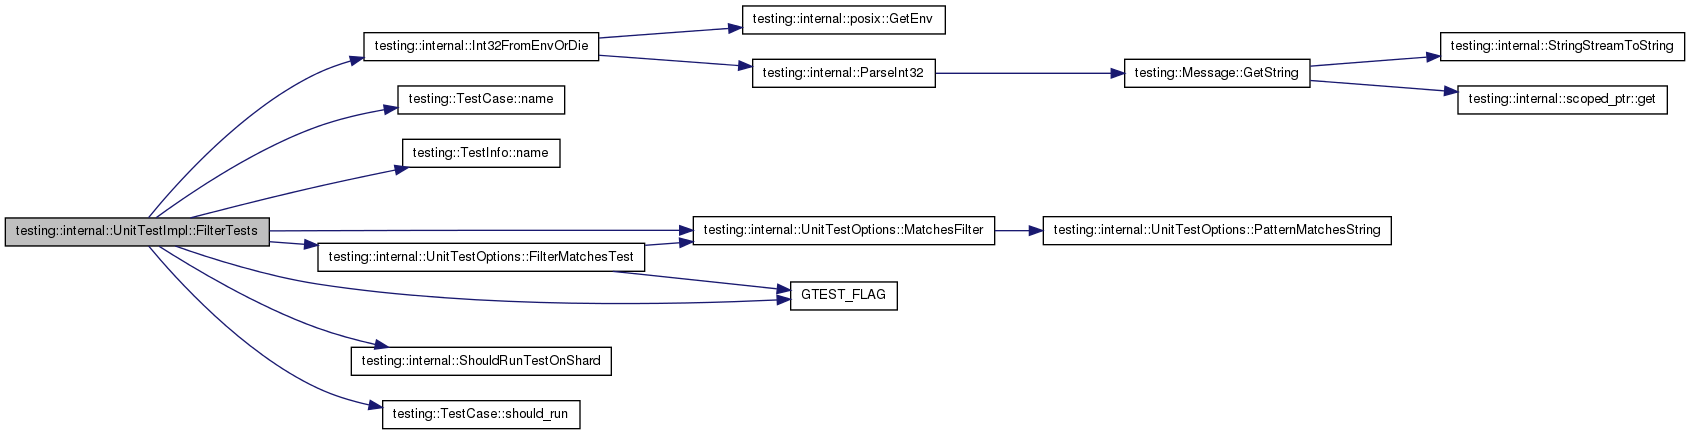 testing::internal::posix::GetEnv
testing::internal::Int32FromEnvOrDie
testing::internal::StringStreamToString
testing::internal::ParseInt32
testing::Message::GetString
testing::TestCase::name
testing::internal::scoped_ptr::get
testing::TestInfo::name
testing::internal::UnitTestImpl::FilterTests
testing::internal::UnitTestOptions::MatchesFilter
testing::internal::UnitTestOptions::PatternMatchesString
testing::internal::UnitTestOptions::FilterMatchesTest
GTEST_FLAG
testing::internal::ShouldRunTestOnShard
testing::TestCase::should_run